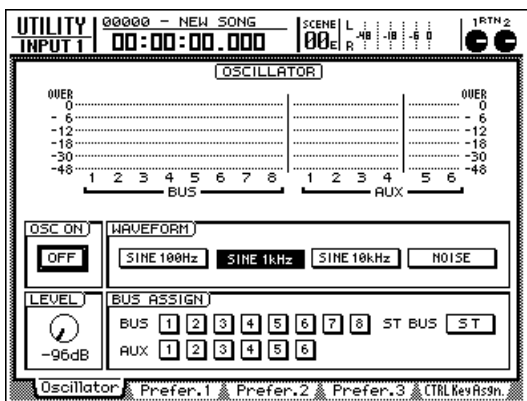 UTILITY 00000 - NEW SONG SCENE L -48 -18 -6 0 1 RTN 2
INPUT 1 00:00:00.000 00E R
OSCILLATOR
OVER OVER
0 0
- 6 - 6
-12 -12
-18 -18
-30 -30
-48 -48
1 2 3 4 5 6 7 8 1 2 3 4 5 6
BUS AUX
OSC ON WAVEFORM
OFF SINE 100Hz SINE 1kHz SINE 10kHz NOISE
LEVEL BUS ASSIGN
BUS 1 2 3 4 5 6 7 8 ST BUS ST
-96dB AUX 1 2 3 4 5 6
Oscillator Prefer.1 Prefer.2 Prefer.3 CTRL KeyAsgn.